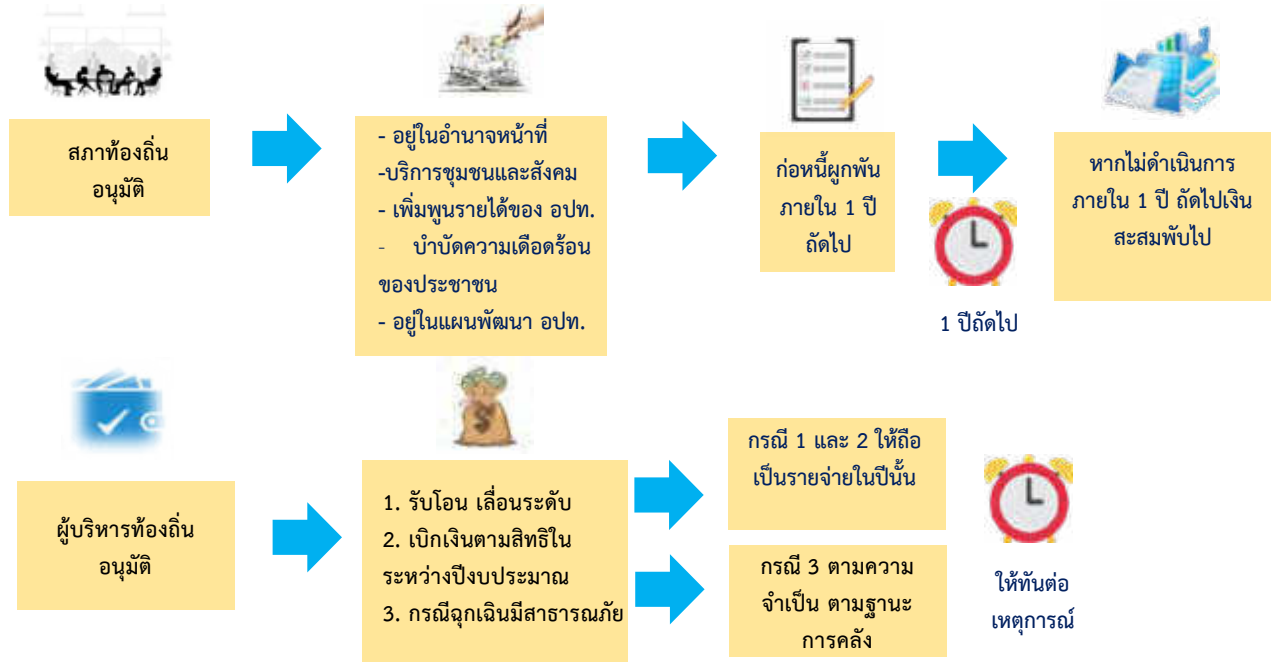 สภาท้องถิ่น
อนุมัติ
- อยู่ในอำนาจหน้าที่
-บริการชุมชนและสังคม
- เพิ่มพูนรายได้ของ อปท.
- บำบัดความเดือดร้อน
ของประชาชน
- อยู่ในแผนพัฒนา อปท.
ก่อหนี้ผูกพัน
ภายใน 1 ปี
ถัดไป
1 ปีถัดไป
หากไม่ดำเนินการ
ภายใน 1 ปี ถัดไปเงิน
สะสมพับไป
ผู้บริหารท้องถิ่น
อนุมัติ
1. รับโอน เลื่อนระดับ
2. เบิกเงินตามสิทธิใน
ระหว่างปีงบประมาณ
3. กรณีฉุกเฉินมีสาธารณภัย
กรณี 1 และ 2 ให้ถือ
เป็นรายจ่ายในปีนั้น
กรณี 3 ตามความ
จำเป็น ตามฐานะ
การคลัง
ให้ทันต่อ
เหตุการณ์